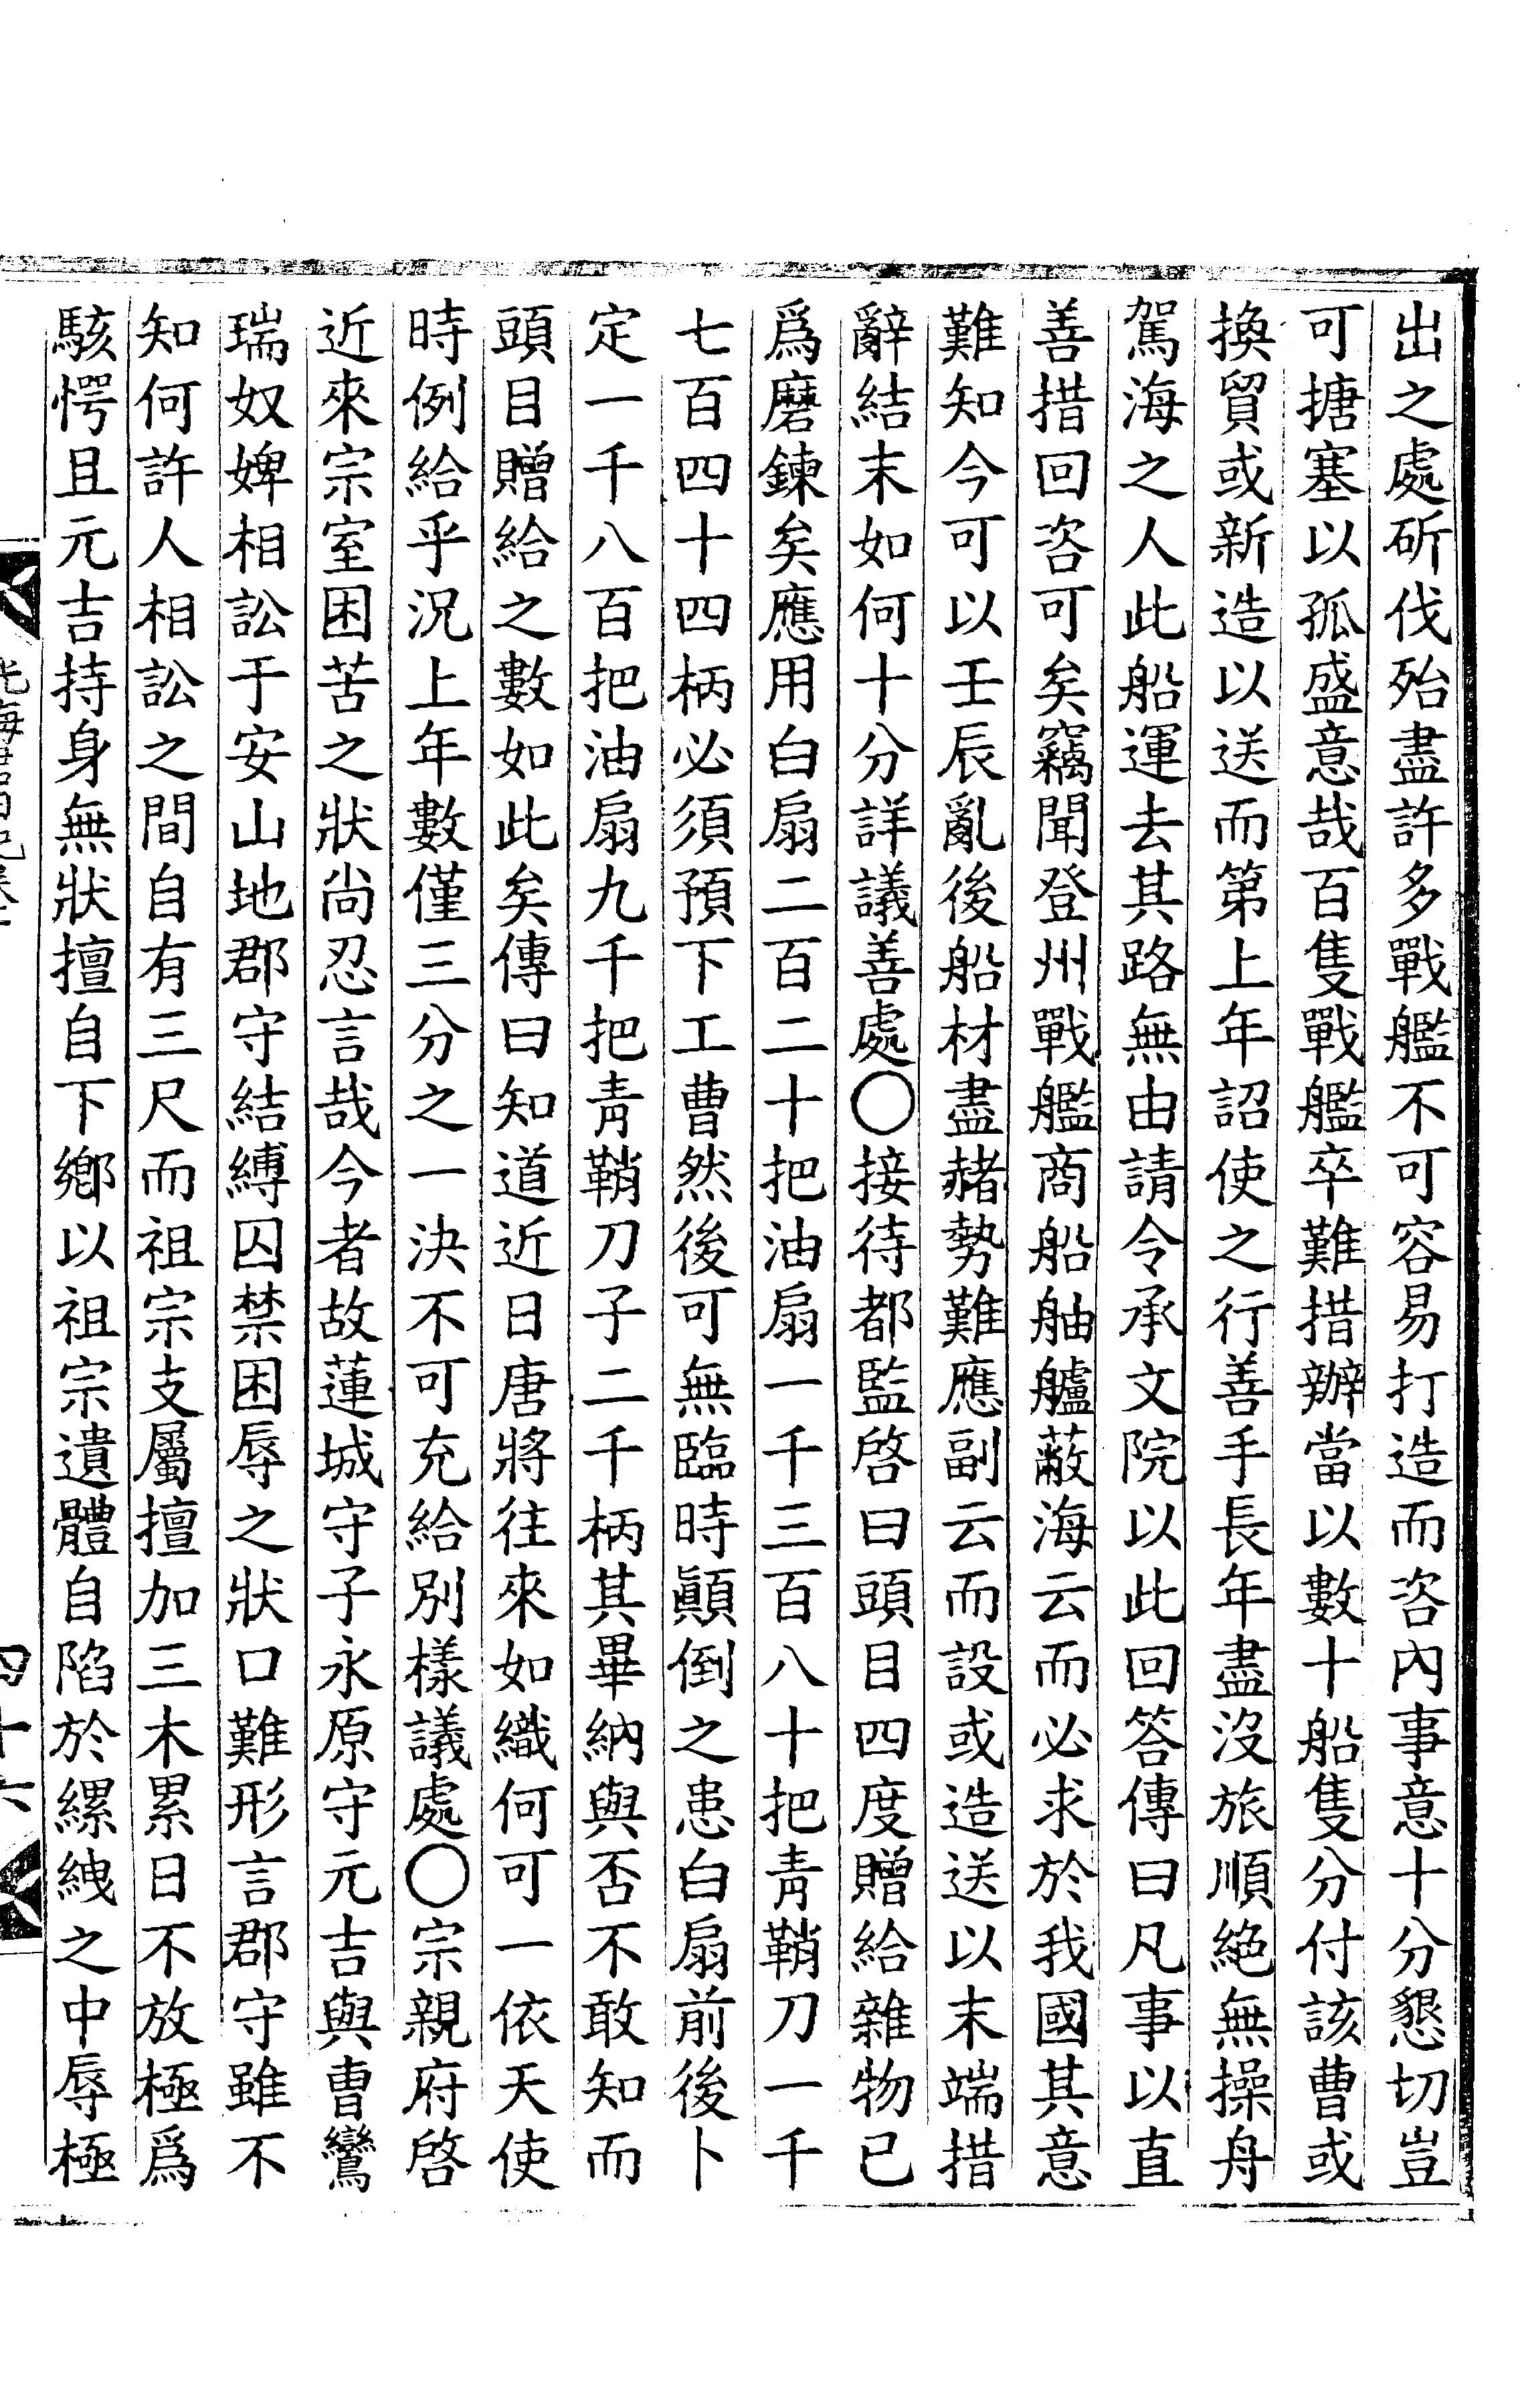 出之處斫伐殆盡許多戰艦不可容易打造而咨內事意十分懇切豈
可搪塞以孤盛意哉百隻戰艦卒難措辦當以數十船隻分付該曹或
換貿或新造以送而第上年詔使之行善手長年盡沒旅順絕無操舟
駕海之人此船運去其路無由請令承文院以此回答傳曰凡事以直
善措回咨可矣竊聞登州戰艦商船舳艫蔽海云而必求於我國其意
難知今可以壬辰亂後船材盡赭勢難應副云而設或造送以末端措
辭結末如何十分詳議善處〇接待都監啓曰頭目四度贈給雜物已
爲磨鍊矣應用白扇二百二十把油扇一千三百八十把靑鞘刀一千
七百四十四柄必須預下工曹然後可無臨時顚倒之患白扇前後卜
定一千八百把油扇九千把靑鞘刀子二千柄其畢納與否不敢知而
頭目贈給之數如此矣傳曰知道近日唐將往來如織何可一依天使
時例給乎況上年數僅三分之一決不可充給別樣議處〇宗親府啓
近來宗室困苦之狀尙忍言哉今者故蓮城守子永原守元吉與曺鸞
瑞奴婢相訟于安山地郡守結縛囚禁困辱之狀口難形言郡守雖不
知何許人相訟之間自有三尺而祖宗支屬擅加三木累日不放極爲
駭愕且元吉持身無狀擅自下鄕以祖宗遺體自陷於縲絏之中辱極
四十六